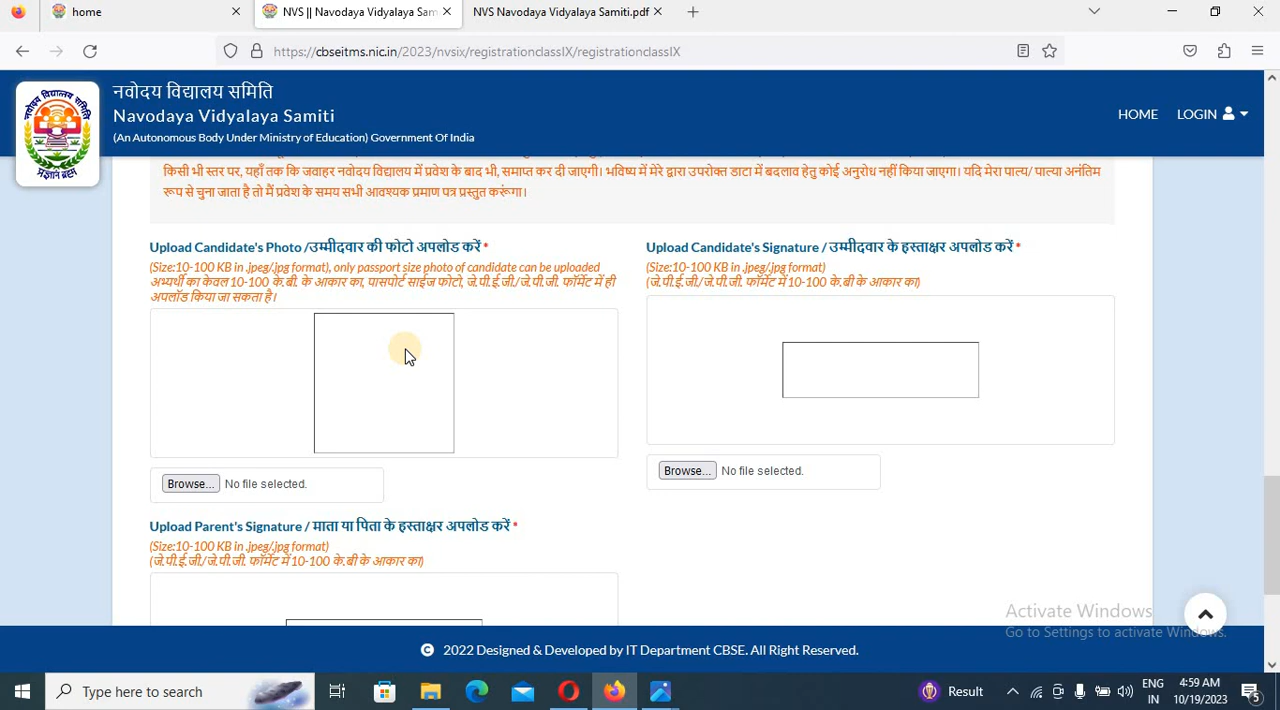 home
NVS || Navodaya Vidyalaya Sam
NVS Navodaya Vidyalaya Samiti.pdf
https://cbseitms.nic.in/2023/nvsix/registrationclassIX/registrationclassIX
नवोदय विद्यालय समिति
Navodaya Vidyalaya Samiti
(An Autonomous Body Under Ministry of Education) Government Of India
HOME
LOGIN
किसी भी स्तर पर, यहाँ तक कि जवाहर नवोदय विद्यालय में प्रवेश के बाद भी, समाप्त कर दी जाएगी। भविष्य में मेरे द्वारा उपरोक्त डाटा में बदलाव हेतु कोई अनुरोध नहीं किया जाएगा। यदि मेरा पाल्य/ पाल्या अनंतिम
रूप से चुना जाता है तो मैं प्रवेश के समय सभी आवश्यक प्रमाण पत्र प्रस्तुत करूंगा।
Upload Candidate's Photo /उम्मीदवार की फोटो अपलोड करें *
(Size:10-100 KB in .jpeg/.jpg format), only passport size photo of candidate can be uploaded
अभ्यर्थी का केवल 10-100 के.बी. के आकार का, पासपोर्ट साईज फोटो, जे.पी.ई.जी./जे.पी.जी. फॉर्मेट में ही
अपलॉड किया जा सकता है।
Browse... No file selected.
Upload Candidate's Signature / उम्मीदवार के हस्ताक्षर अपलोड करें *
(Size:10-100 KB in .jpeg/.jpg format)
(जे.पी.ई.जी./जे.पी.जी. फॉर्मेट में 10-100 के.बी के आकार का)
Browse... No file selected.
Upload Parent's Signature / माता या पिता के हस्ताक्षर अपलोड करें *
(Size:10-100 KB in .jpeg/.jpg format)
(जे.पी.ई.जी./जे.पी.जी. फॉर्मेट में 10-100 के.बी के आकार का)
Activate Windows
Go to Settings to activate Windows.
2022 Designed & Developed by IT Department CBSE. All Right Reserved.
Type here to search
Result
ENG
IN
4:59 AM
10/19/2023
5